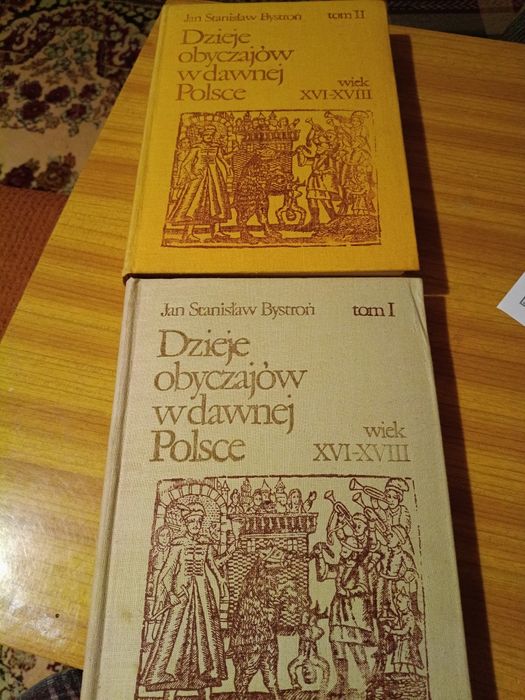 Jan Stanisław Bystroń tom II
Dzieje
obyczajów
w dawnej
Polsce
wiek
XVI-XVIII
Jan Stanisław Bystroń tom I
Dzieje
obyczajów
w dawnej
Polsce
wiek
XVI-XVIII